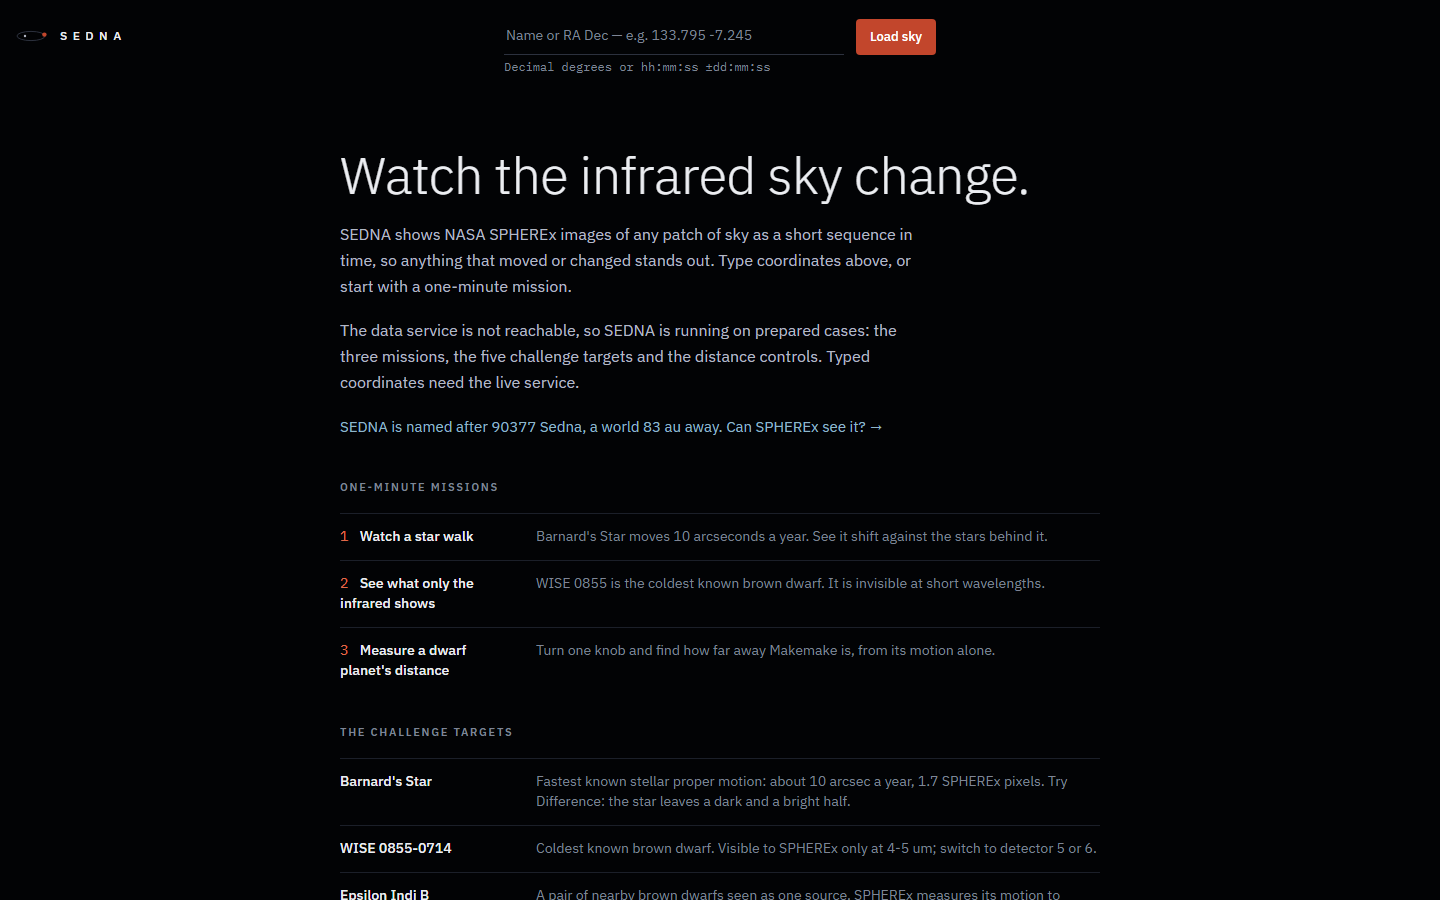 SEDNA
Name or RA Dec — e.g. 133.795 -7.245
Load sky
Decimal degrees or hh:mm:ss ±dd:mm:ss
Watch the infrared sky change.
SEDNA shows NASA SPHEREx images of any patch of sky as a short sequence in
time, so anything that moved or changed stands out. Type coordinates above, or
start with a one-minute mission.
The data service is not reachable, so SEDNA is running on prepared cases: the
three missions, the five challenge targets and the distance controls. Typed
coordinates need the live service.
SEDNA is named after 90377 Sedna, a world 83 au away. Can SPHEREx see it? →
ONE-MINUTE MISSIONS
1 Watch a star walk
Barnard's Star moves 10 arcseconds a year. See it shift against the stars behind it.
2 See what only the
infrared shows
WISE 0855 is the coldest known brown dwarf. It is invisible at short wavelengths.
3 Measure a dwarf
planet's distance
Turn one knob and find how far away Makemake is, from its motion alone.
THE CHALLENGE TARGETS
Barnard's Star
Fastest known stellar proper motion: about 10 arcsec a year, 1.7 SPHEREx pixels. Try
Difference: the star leaves a dark and a bright half.
WISE 0855-0714
Coldest known brown dwarf. Visible to SPHEREx only at 4-5 um; switch to detector 5 or 6.
Epsilon Indi B
A pair of nearby brown dwarfs seen as one source. SPHEREx measures its motion to